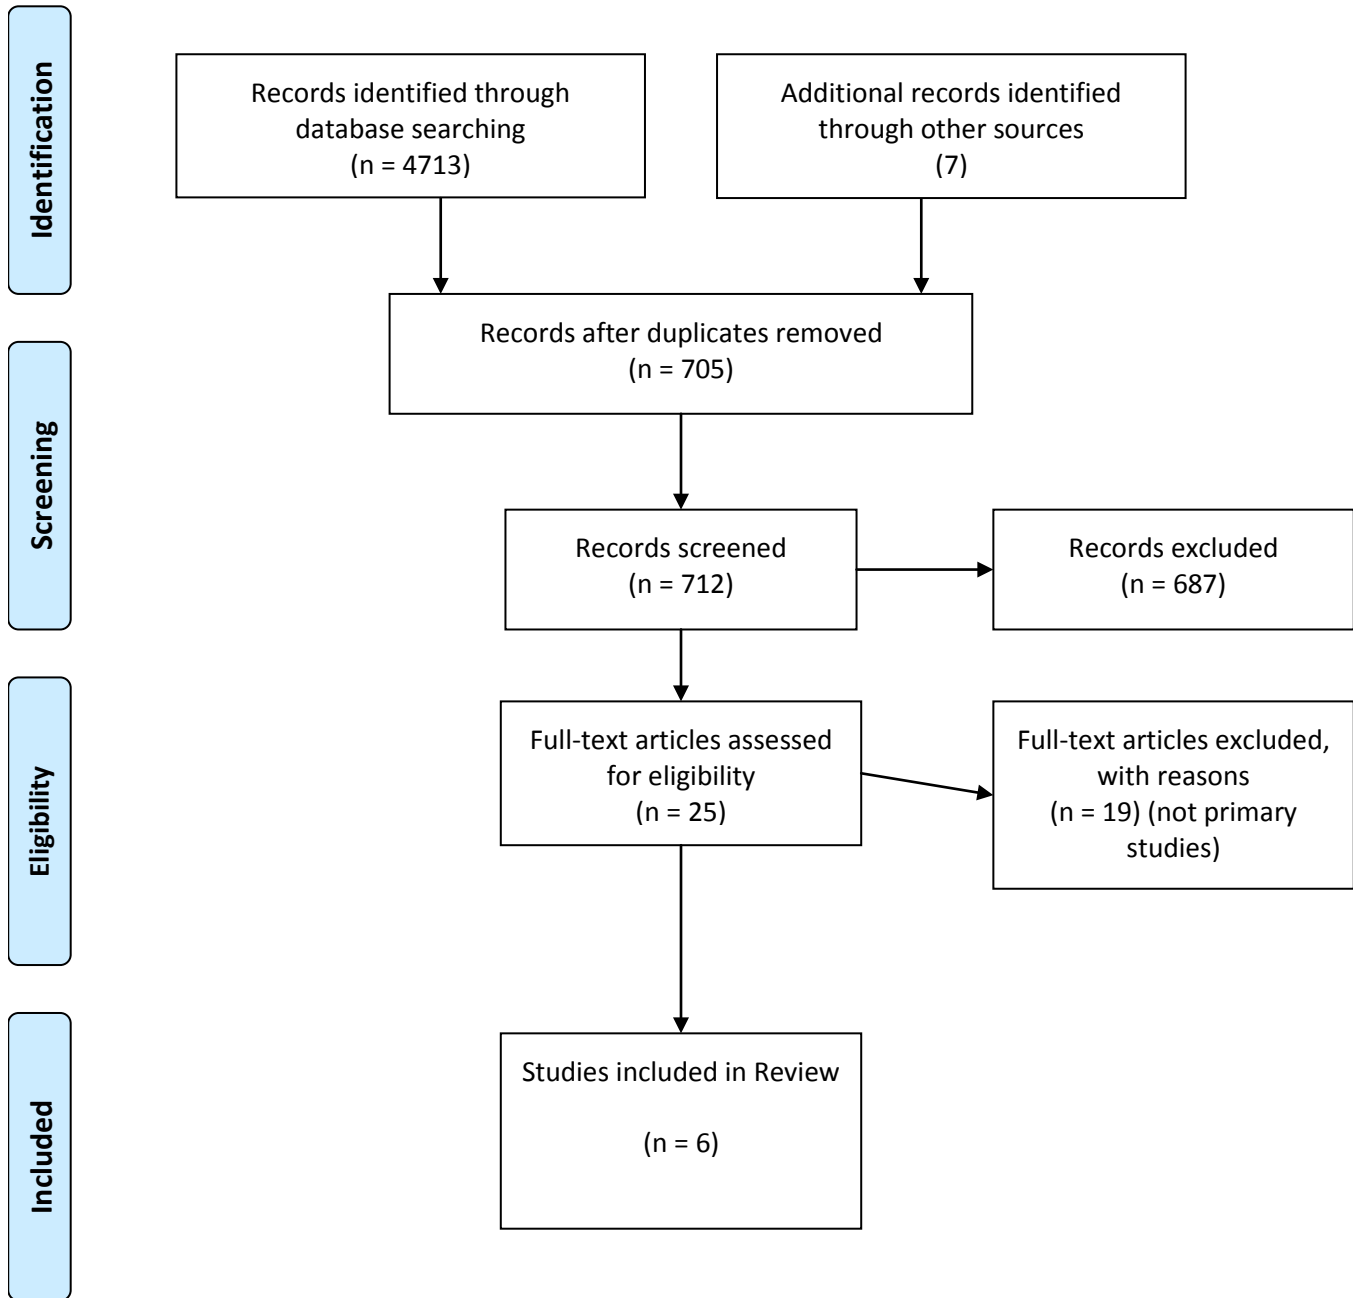 Identification
Records identified through
database searching
(n = 4713)
Additional records identified
through other sources
(7)
Records after duplicates removed
(n = 705)
Screening
Records screened
(n = 712)
Records excluded
(n = 687)
Eligibility
Full-text articles assessed
for eligibility
(n = 25)
Full-text articles excluded,
with reasons
(n = 19) (not primary
studies)
Included
Studies included in Review
(n = 6)